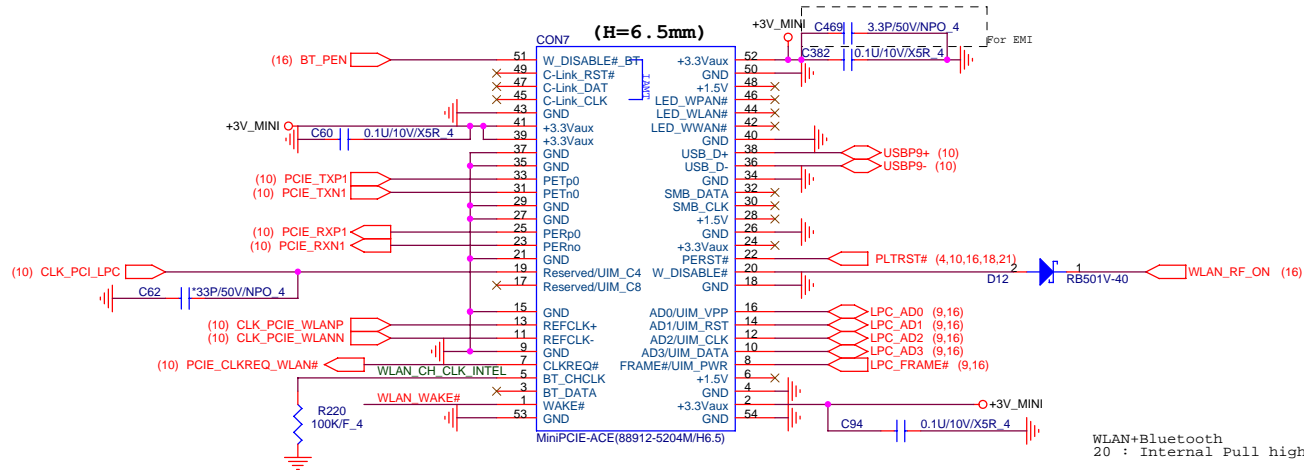 (H=6.5mm)
CON7
+3V_MINI
C469 3.3P/50V/NPO_4
For EMI
C382 0.1U/10V/X5R_4
(16) BT_PEN
51 W_DISABLE#_BT
49 C-Link_RST#
47 C-Link_DAT
45 C-Link_CLK
43 GND
41 +3.3Vaux
39 +3.3Vaux
37 GND
35 GND
33 PETp0
31 PETn0
29 GND
27 GND
25 PERp0
23 PERno
21 GND
19 Reserved/UIM_C4
17 Reserved/UIM_C8
15 GND
13 REFCLK+
11 REFCLK-
9 GND
7 CLKREQ#
5 BT_CHCLK
3 BT_DATA
1 WAKE#
53 GND
+3.3Vaux 52
GND 50
+1.5V 48
LED_WPAN# 46
LED_WLAN# 44
LED_WWAN# 42
GND 40
USB_D+ 38
USB_D- 36
GND 34
SMB_DATA 32
SMB_CLK 30
+1.5V 28
GND 26
+3.3Vaux 24
PERST# 22
W_DISABLE# 20
GND 18
AD0/UIM_VPP 16
AD1/UIM_RST 14
AD2/UIM_CLK 12
AD3/UIM_DATA 10
FRAME#/UIM_PWR 8
+1.5V 6
GND 4
+3.3Vaux 2
GND 54
MiniPCIE-ACE(88912-5204M/H6.5)
+3V_MINI
C60 0.1U/10V/X5R_4
(10) PCIE_TXP1
(10) PCIE_TXN1
(10) PCIE_RXP1
(10) PCIE_RXN1
(10) CLK_PCI_LPC
C62 *33P/50V/NPO_4
(10) CLK_PCIE_WLANP
(10) CLK_PCIE_WLANN
(10) PCIE_CLKREQ_WLAN#
WLAN_CH_CLK_INTEL
WLAN_WAKE#
R220
100K/F_4
USBP9+ (10)
USBP9- (10)
PLTRST# (4,10,16,18,21)
D12 2 1 RB501V-40
WLAN_RF_ON (16)
LPC_AD0 (9,16)
LPC_AD1 (9,16)
LPC_AD2 (9,16)
LPC_AD3 (9,16)
LPC_FRAME# (9,16)
+3V_MINI
C94 0.1U/10V/X5R_4
WLAN+Bluetooth
20 : Internal Pull high